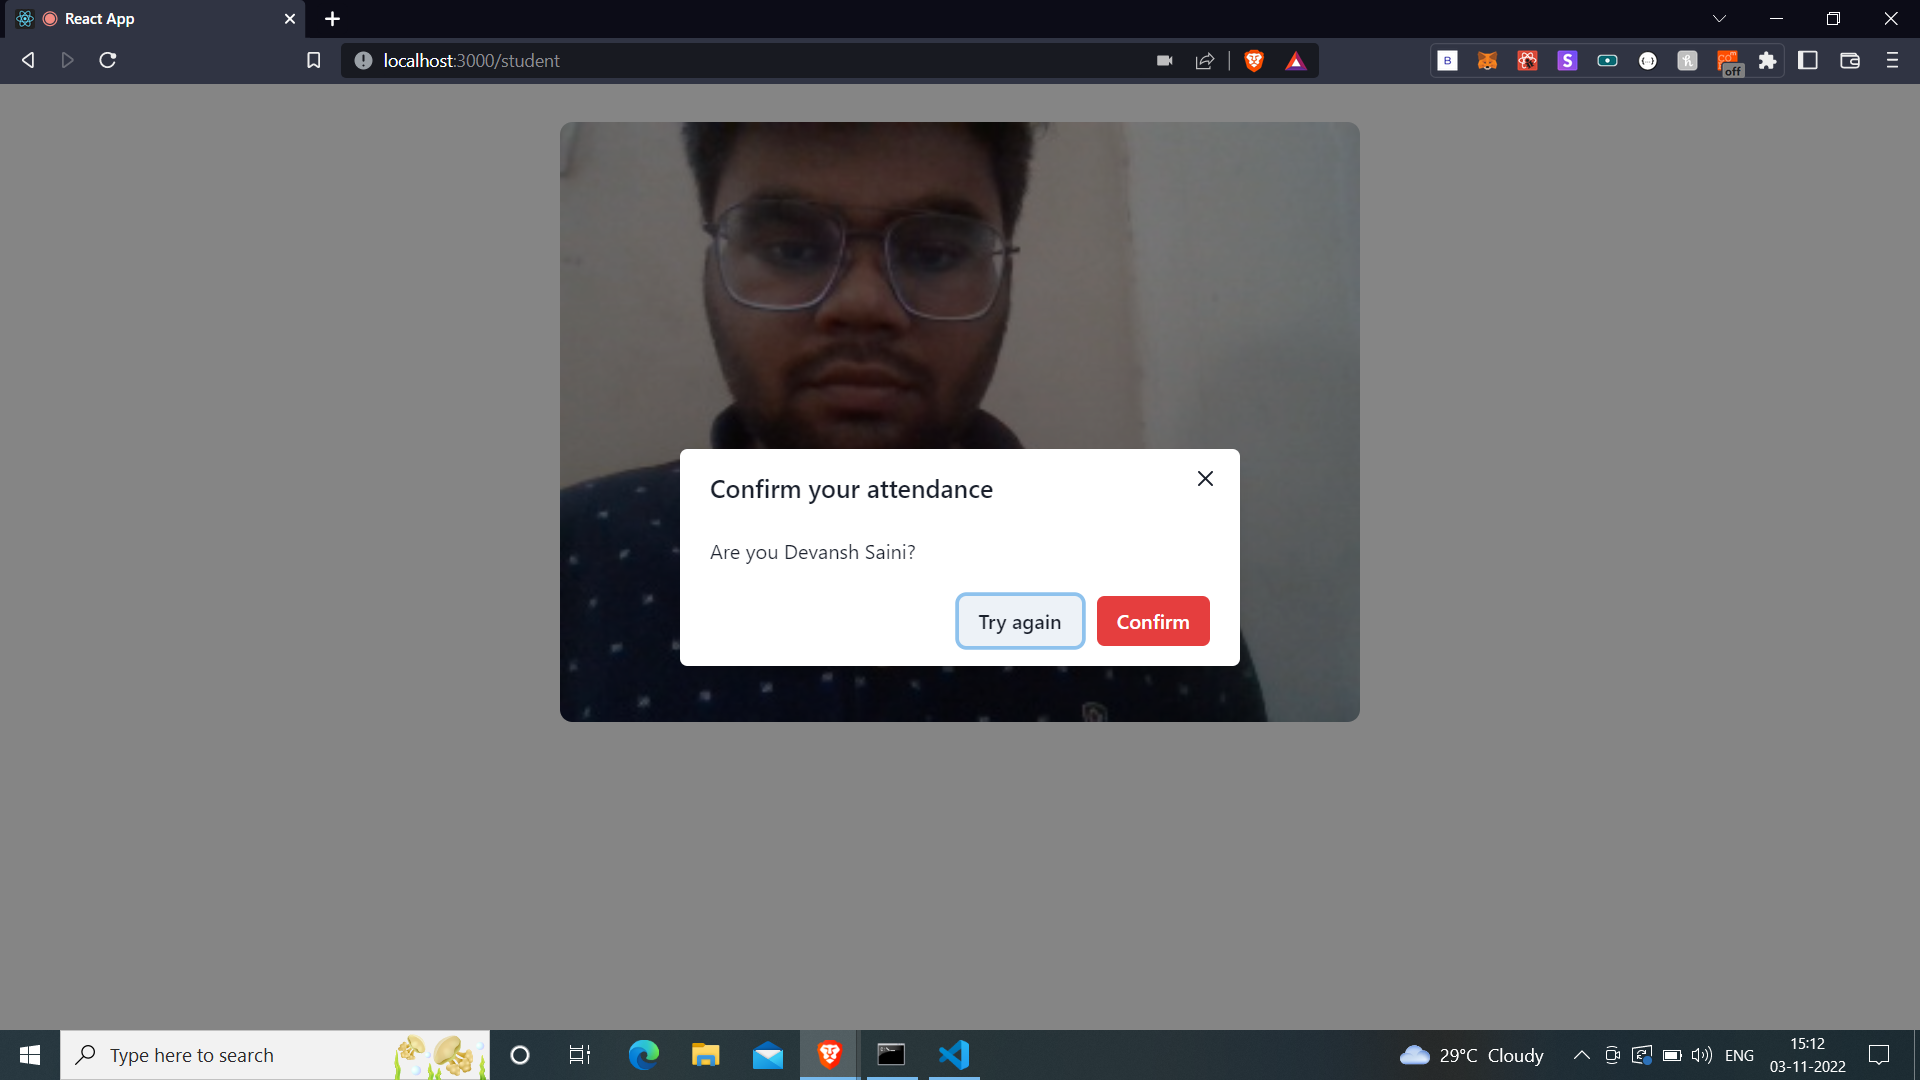 React App
localhost:3000/student
B
S
off
Confirm your attendance
Are you Devansh Saini?
Try again
Confirm
Type here to search
29°C Cloudy
ENG
15:12
03-11-2022